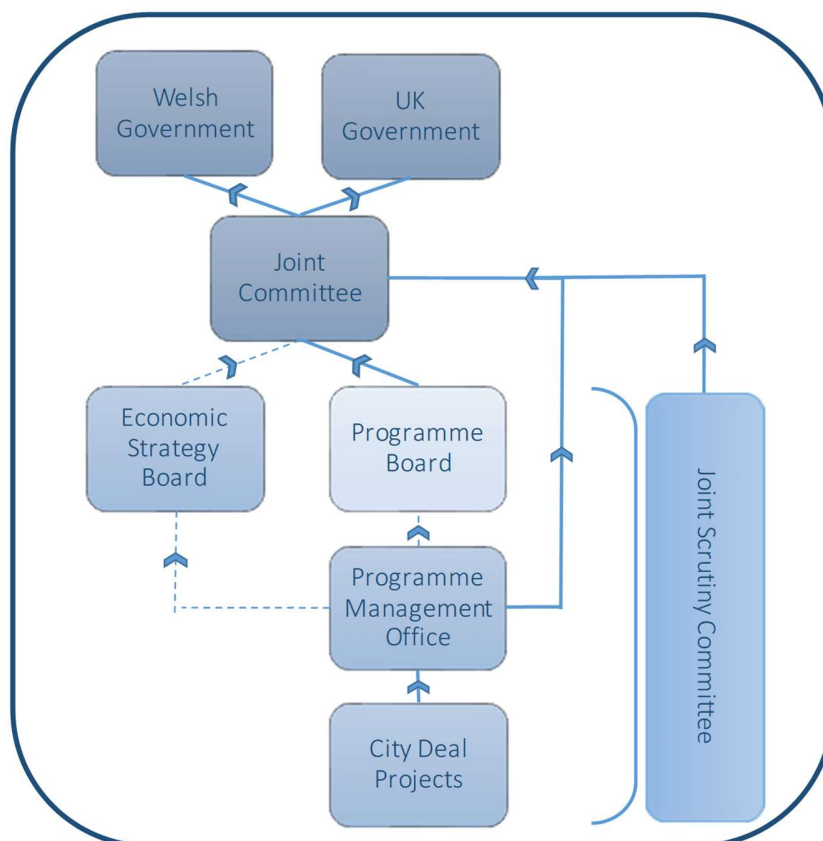 Welsh
Government
UK
Government
Joint
Committee
Economic
Strategy
Board
Programme
Board
Programme
Management
Office
City Deal
Projects
Joint Scrutiny Committee